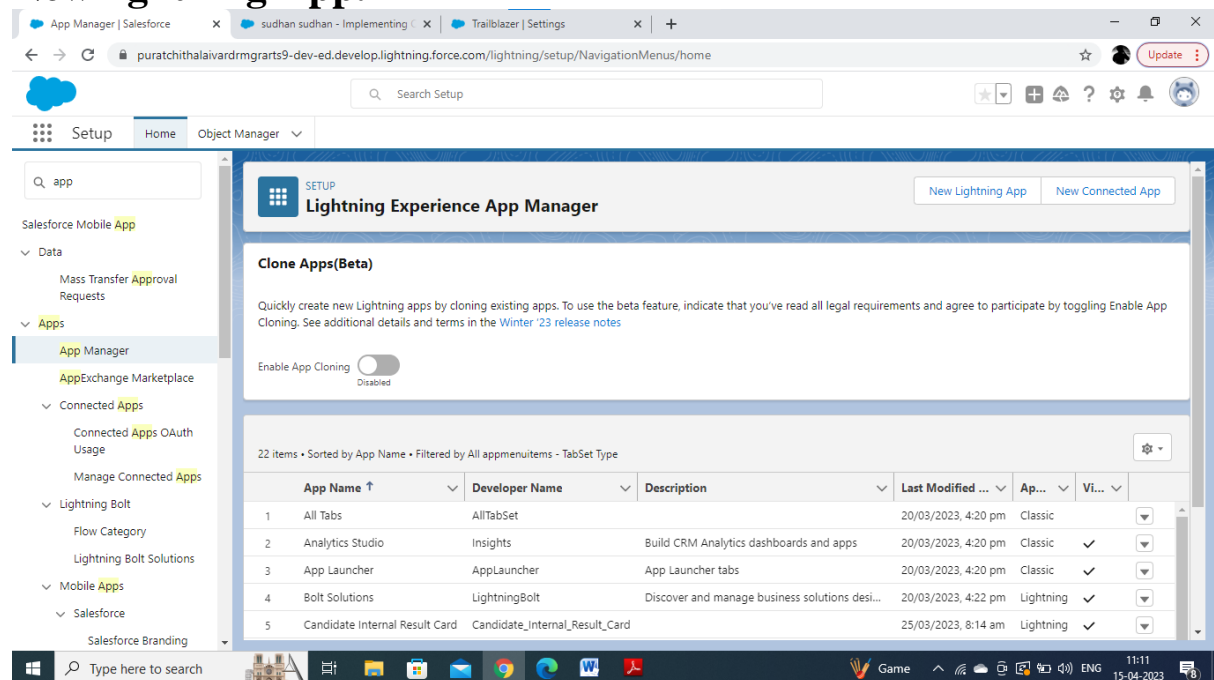 App Manager | Salesforce
sudhan sudhan - Implementing
Trailblazer | Settings
puratchithalaivardrmgrarts9-dev-ed.develop.lightning.force.com/lightning/setup/NavigationMenus/home
Update
Search Setup
Setup
Home
Object Manager
app
Salesforce Mobile App
Data
Mass Transfer Approval
Requests
Apps
App Manager
AppExchange Marketplace
Connected Apps
Connected Apps OAuth
Usage
Manage Connected Apps
Lightning Bolt
Flow Category
Lightning Bolt Solutions
Mobile Apps
Salesforce
Salesforce Branding
SETUP
Lightning Experience App Manager
New Lightning App
New Connected App
Clone Apps(Beta)
Quickly create new Lightning apps by cloning existing apps. To use the beta feature, indicate that you've read all legal requirements and agree to participate by toggling Enable App
Cloning. See additional details and terms in the Winter '23 release notes
Enable App Cloning
Disabled
22 items • Sorted by App Name • Filtered by All appmenuitems - TabSet Type
App Name ↑ Developer Name Description Last Modified ... Ap... Vi...
1 All Tabs AllTabSet 20/03/2023, 4:20 pm Classic
2 Analytics Studio Insights Build CRM Analytics dashboards and apps 20/03/2023, 4:20 pm Classic ✓
3 App Launcher AppLauncher App Launcher tabs 20/03/2023, 4:20 pm Classic ✓
4 Bolt Solutions LightningBolt Discover and manage business solutions desi... 20/03/2023, 4:22 pm Lightning ✓
5 Candidate Internal Result Card Candidate_Internal_Result_Card 25/03/2023, 8:14 am Lightning ✓
Type here to search
Game
ENG
11:11
15-04-2023
8